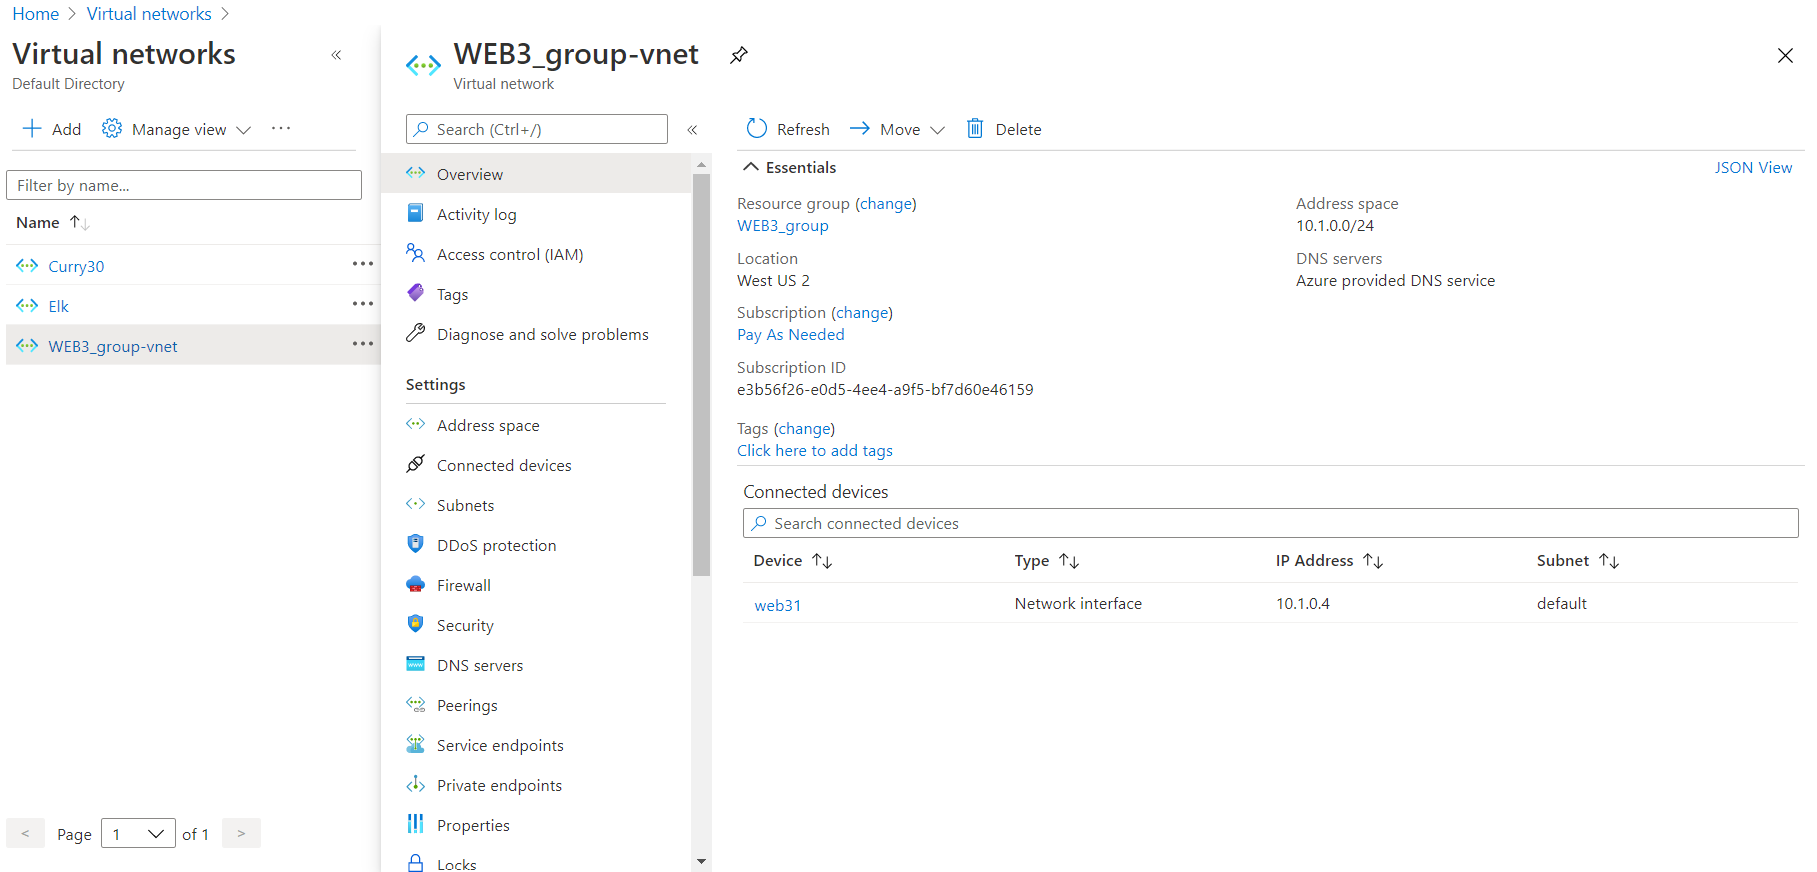 Home > Virtual networks >
Virtual networks «
Default Directory
Add Manage view ···
Filter by name...
Name ↑↓
Curry30 ···
Elk ···
WEB3_group-vnet ···
< Page 1 of 1 >
WEB3_group-vnet
Virtual network
Search (Ctrl+/) «
Overview
Activity log
Access control (IAM)
Tags
Diagnose and solve problems
Settings
Address space
Connected devices
Subnets
DDoS protection
Firewall
Security
DNS servers
Peerings
Service endpoints
Private endpoints
Properties
Locks
Refresh Move Delete
Essentials JSON View
Resource group (change)
WEB3_group
Location
West US 2
Subscription (change)
Pay As Needed
Subscription ID
e3b56f26-e0d5-4ee4-a9f5-bf7d60e46159
Tags (change)
Click here to add tags
Address space
10.1.0.0/24
DNS servers
Azure provided DNS service
Connected devices
Search connected devices
Device ↑↓ Type ↑↓ IP Address ↑↓ Subnet ↑↓
web31 Network interface 10.1.0.4 default